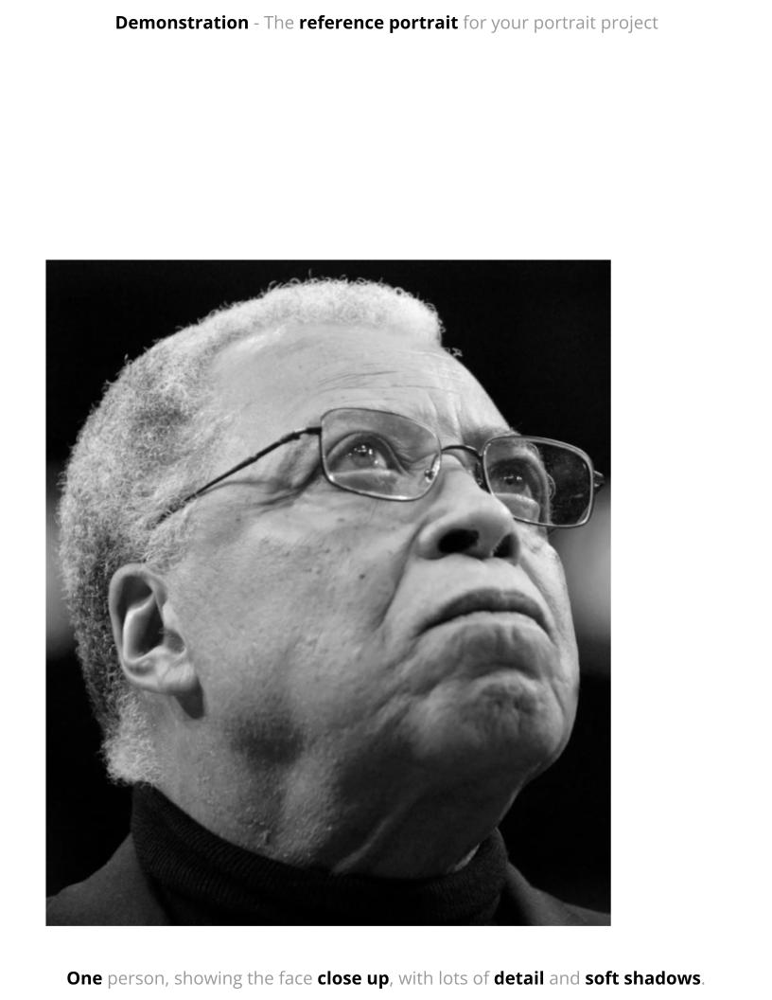 Demonstration - The reference portrait for your portrait project
One person, showing the face close up, with lots of detail and soft shadows.